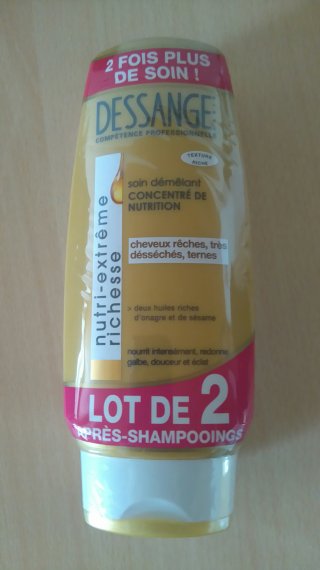 2 FOIS PLUS
DE SOIN !
DESSANGE
COMPÉTENCE PROFESSIONNELLE
TEXTURE
RICHE
soin démêlant
CONCENTRÉ DE
NUTRITION
nutri-extrême
richesse
cheveux rêches, très
désséchés, ternes
> deux huiles riches
d'onagre et de sésame
nourrit intensément, redonne
galbe, douceur et éclat
LOT DE 2
APRÈS-SHAMPOOINGS